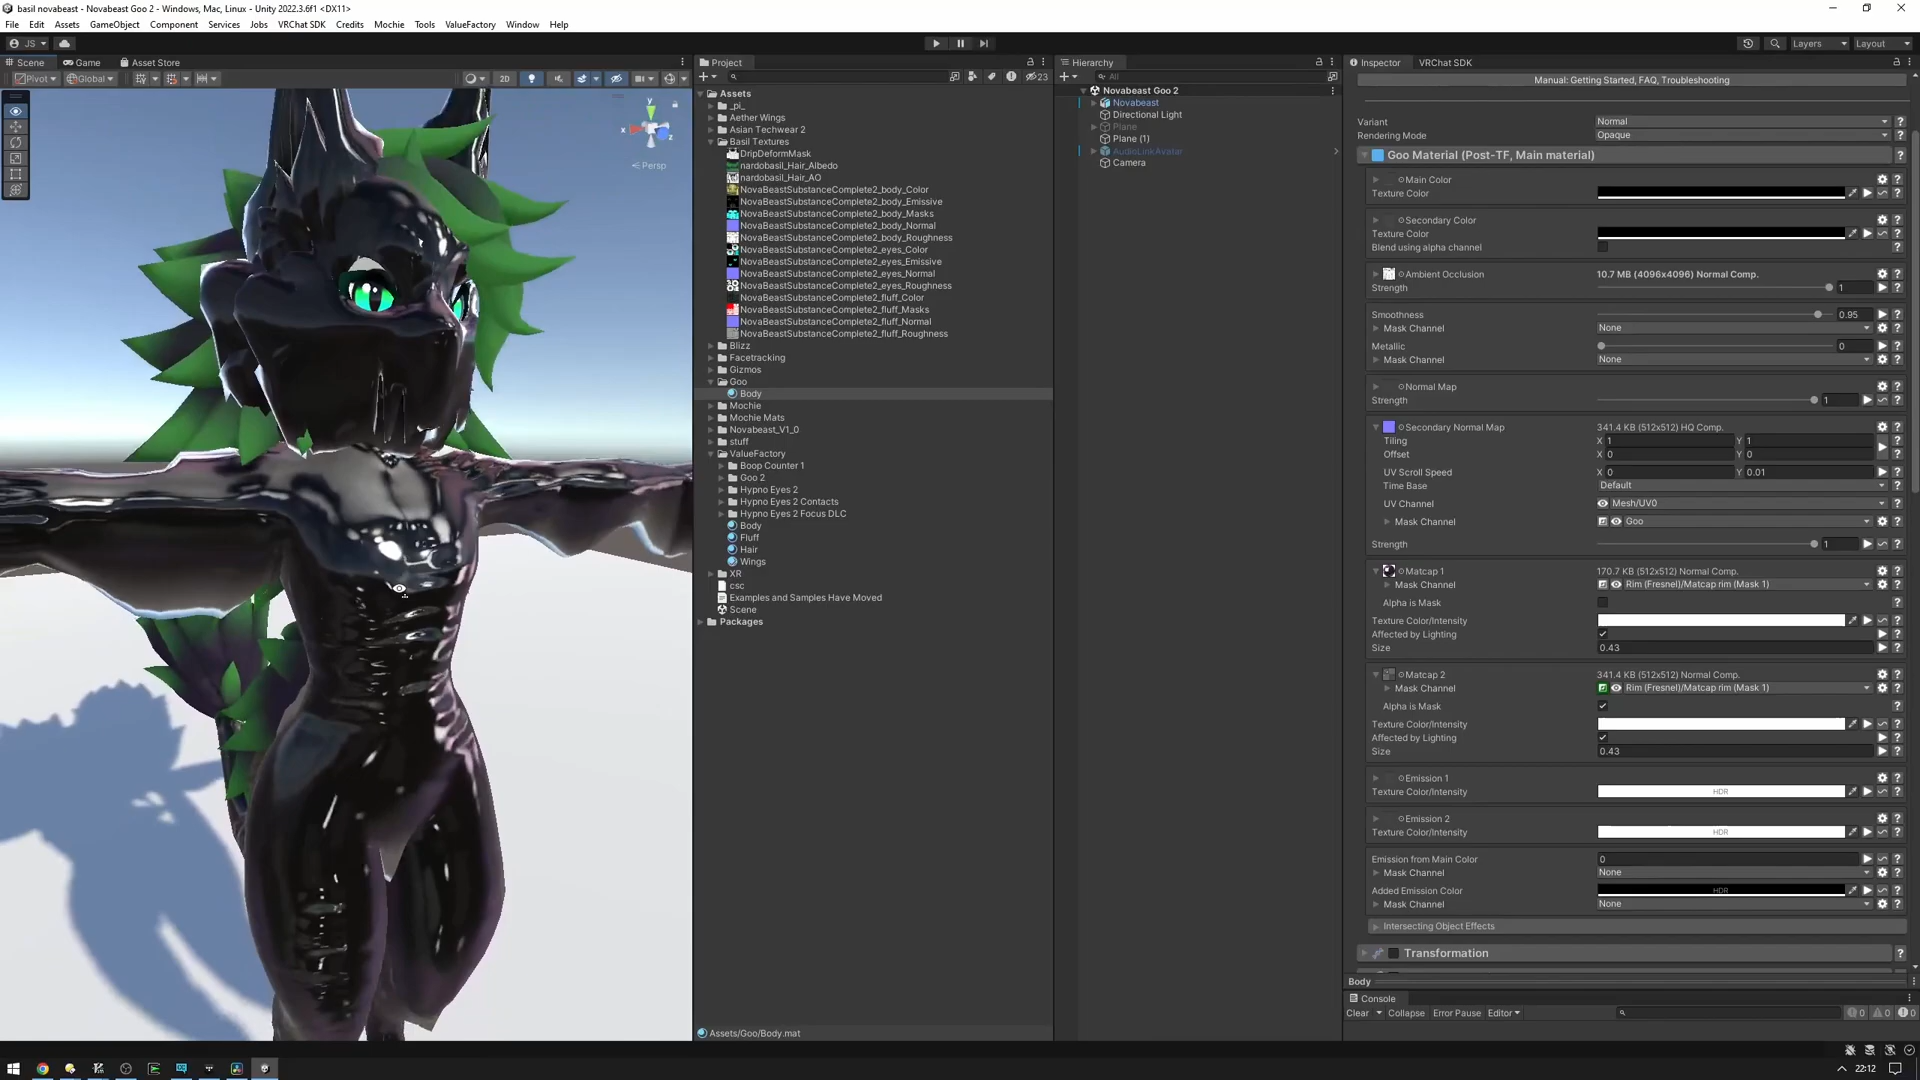 basil novabeast - Novabeast Goo 2 - Windows, Mac, Linux - Unity 2022.3.6f1 <DX11>
File Edit Assets GameObject Component Services Jobs VRChat SDK Credits Mochie Tools ValueFactory Window Help
JS
Layers Layout
Scene Game Asset Store
Pivot Global 2D
y
x z
Persp
Project
23
Assets
_pi_
Aether Wings
Asian Techwear 2
Basil Textures
DripDeformMask
nardobasil_Hair_Albedo
nardobasil_Hair_AO
NovaBeastSubstanceComplete2_body_Color
NovaBeastSubstanceComplete2_body_Emissive
NovaBeastSubstanceComplete2_body_Masks
NovaBeastSubstanceComplete2_body_Normal
NovaBeastSubstanceComplete2_body_Roughness
NovaBeastSubstanceComplete2_eyes_Color
NovaBeastSubstanceComplete2_eyes_Emissive
NovaBeastSubstanceComplete2_eyes_Normal
NovaBeastSubstanceComplete2_eyes_Roughness
NovaBeastSubstanceComplete2_fluff_Color
NovaBeastSubstanceComplete2_fluff_Masks
NovaBeastSubstanceComplete2_fluff_Normal
NovaBeastSubstanceComplete2_fluff_Roughness
Blizz
Facetracking
Gizmos
Goo
Body
Mochie
Mochie Mats
Novabeast_V1_0
stuff
ValueFactory
Boop Counter 1
Goo 2
Hypno Eyes 2
Hypno Eyes 2 Contacts
Hypno Eyes 2 Focus DLC
Body
Fluff
Hair
Wings
XR
csc
Examples and Samples Have Moved
Scene
Packages
Assets/Goo/Body.mat
Hierarchy
All
Novabeast Goo 2
Novabeast
Directional Light
Plane
Plane (1)
AudioLinkAvatar
Camera
Inspector VRChat SDK
Manual: Getting Started, FAQ, Troubleshooting
Variant Normal
Rendering Mode Opaque
Goo Material (Post-TF, Main material)
Main Color
Texture Color
Secondary Color
Texture Color
Blend using alpha channel
Ambient Occlusion 10.7 MB (4096x4096) Normal Comp.
Strength 1
Smoothness 0.95
Mask Channel None
Metallic 0
Mask Channel None
Normal Map
Strength 1
Secondary Normal Map 341.4 KB (512x512) HQ Comp.
Tiling X 1 Y 1
Offset X 0 Y 0
UV Scroll Speed X 0 Y 0.01
Time Base Default
UV Channel Mesh/UV0
Mask Channel Goo
Strength 1
Matcap 1 170.7 KB (512x512) Normal Comp.
Mask Channel Rim (Fresnel)/Matcap rim (Mask 1)
Alpha is Mask
Texture Color/Intensity
Affected by Lighting
Size 0.43
Matcap 2 341.4 KB (512x512) Normal Comp.
Mask Channel Rim (Fresnel)/Matcap rim (Mask 1)
Alpha is Mask
Texture Color/Intensity
Affected by Lighting
Size 0.43
Emission 1
Texture Color/Intensity HDR
Emission 2
Texture Color/Intensity HDR
Emission from Main Color 0
Mask Channel None
Added Emission Color HDR
Mask Channel None
Intersecting Object Effects
Transformation
Body
Console
Clear Collapse Error Pause Editor 0 0 0
22:12